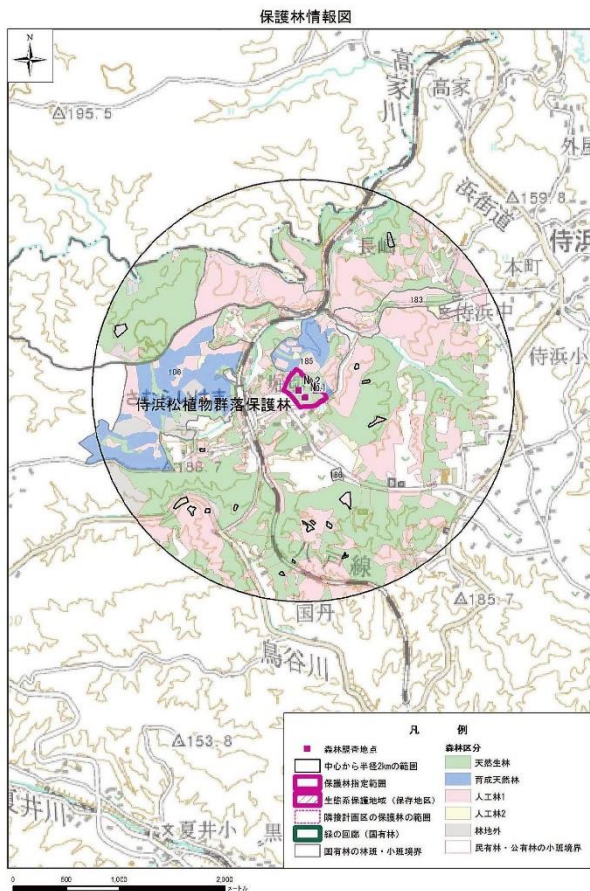 保護林情報図
N
高家川
高家
△195.5
外屋
浜街道
△159.8
侍浜
長峰
本町
183
侍浜中
侍浜小
185
106
No.2
No.1
侍浜松植物群落保護林
△186.7
186
線
国丹
△185.7
鳥谷川
△153.8
夏井川
文夏井小
黒
凡 例
森林調査地点
中心から半径2kmの範囲
保護林指定範囲
生態系保護地域（保存地区）
隣接計画区の保護林の範囲
緑の回廊（国有林）
国有林の林班・小班境界
森林区分
天然生林
育成天然林
人工林1
人工林2
林地外
民有林・公有林の小班境界
0 500 1,000 2,000
メートル